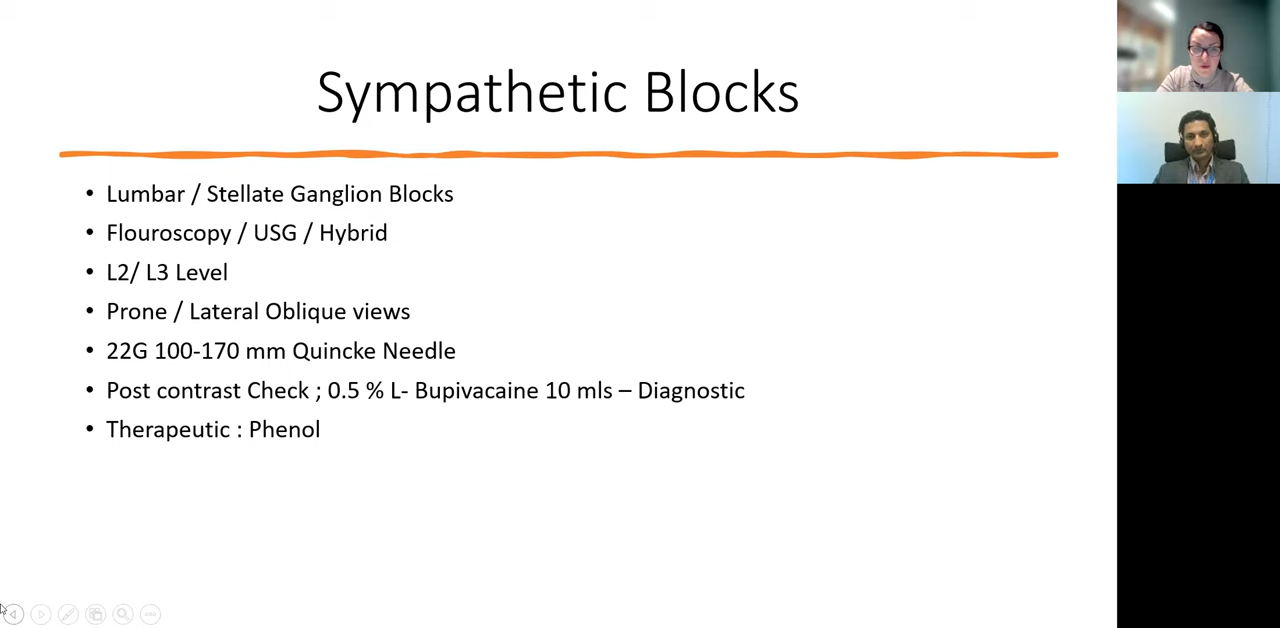 Sympathetic Blocks
• Lumbar / Stellate Ganglion Blocks
• Flouroscopy / USG / Hybrid
• L2/ L3 Level
• Prone / Lateral Oblique views
• 22G 100-170 mm Quincke Needle
• Post contrast Check ; 0.5 % L- Bupivacaine 10 mls – Diagnostic
• Therapeutic : Phenol